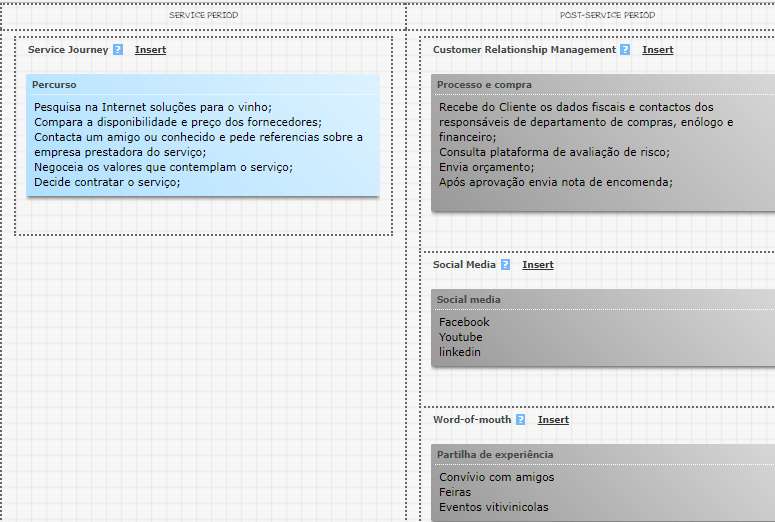 SERVICE PERIOD
POST-SERVICE PERIOD
Service Journey ? Insert
Percurso
Pesquisa na Internet soluções para o vinho;
Compara a disponibilidade e preço dos fornecedores;
Contacta um amigo ou conhecido e pede referencias sobre a
empresa prestadora do serviço;
Negoceia os valores que contemplam o serviço;
Decide contratar o serviço;
Customer Relationship Management ? Insert
Processo e compra
Recebe do Cliente os dados fiscais e contactos dos
responsáveis de departamento de compras, enólogo e
financeiro;
Consulta plataforma de avaliação de risco;
Envia orçamento;
Após aprovação envia nota de encomenda;
Social Media ? Insert
Social media
Facebook
Youtube
linkedin
Word-of-mouth ? Insert
Partilha de experiência
Convívio com amigos
Feiras
Eventos vitivinicolas